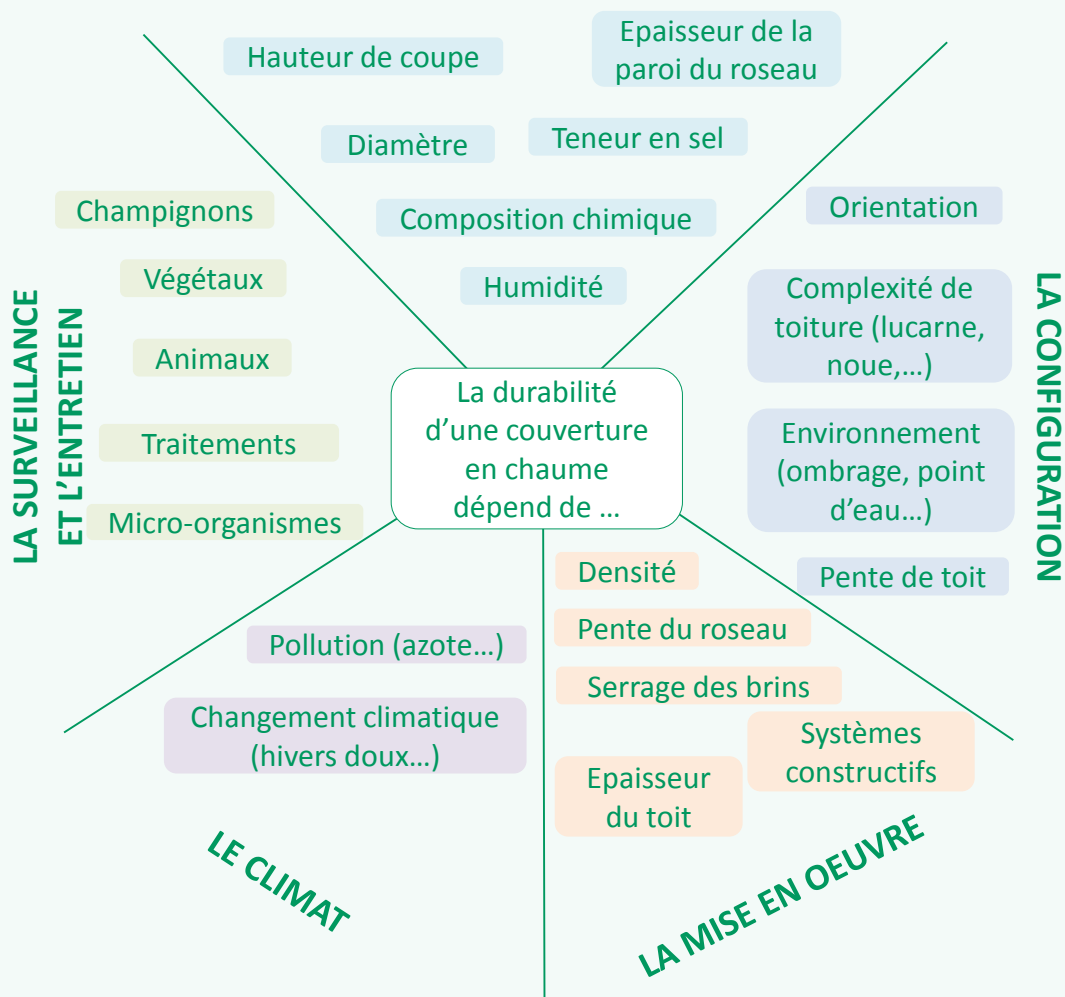 Hauteur de coupe
Epaisseur de la
paroi du roseau
Diamètre
Teneur en sel
Composition chimique
Humidité
Champignons
Végétaux
Animaux
Traitements
Micro-organismes
LA SURVEILLANCE
ET L’ENTRETIEN
La durabilité
d’une couverture
en chaume
dépend de ...
Orientation
Complexité de
toiture (lucarne,
noue,...)
Environnement
(ombrage, point
d’eau...)
Pente de toit
LA CONFIGURATION
Pollution (azote...)
Changement climatique
(hivers doux...)
LE CLIMAT
Densité
Pente du roseau
Serrage des brins
Systèmes
constructifs
Epaisseur
du toit
LA MISE EN OEUVRE